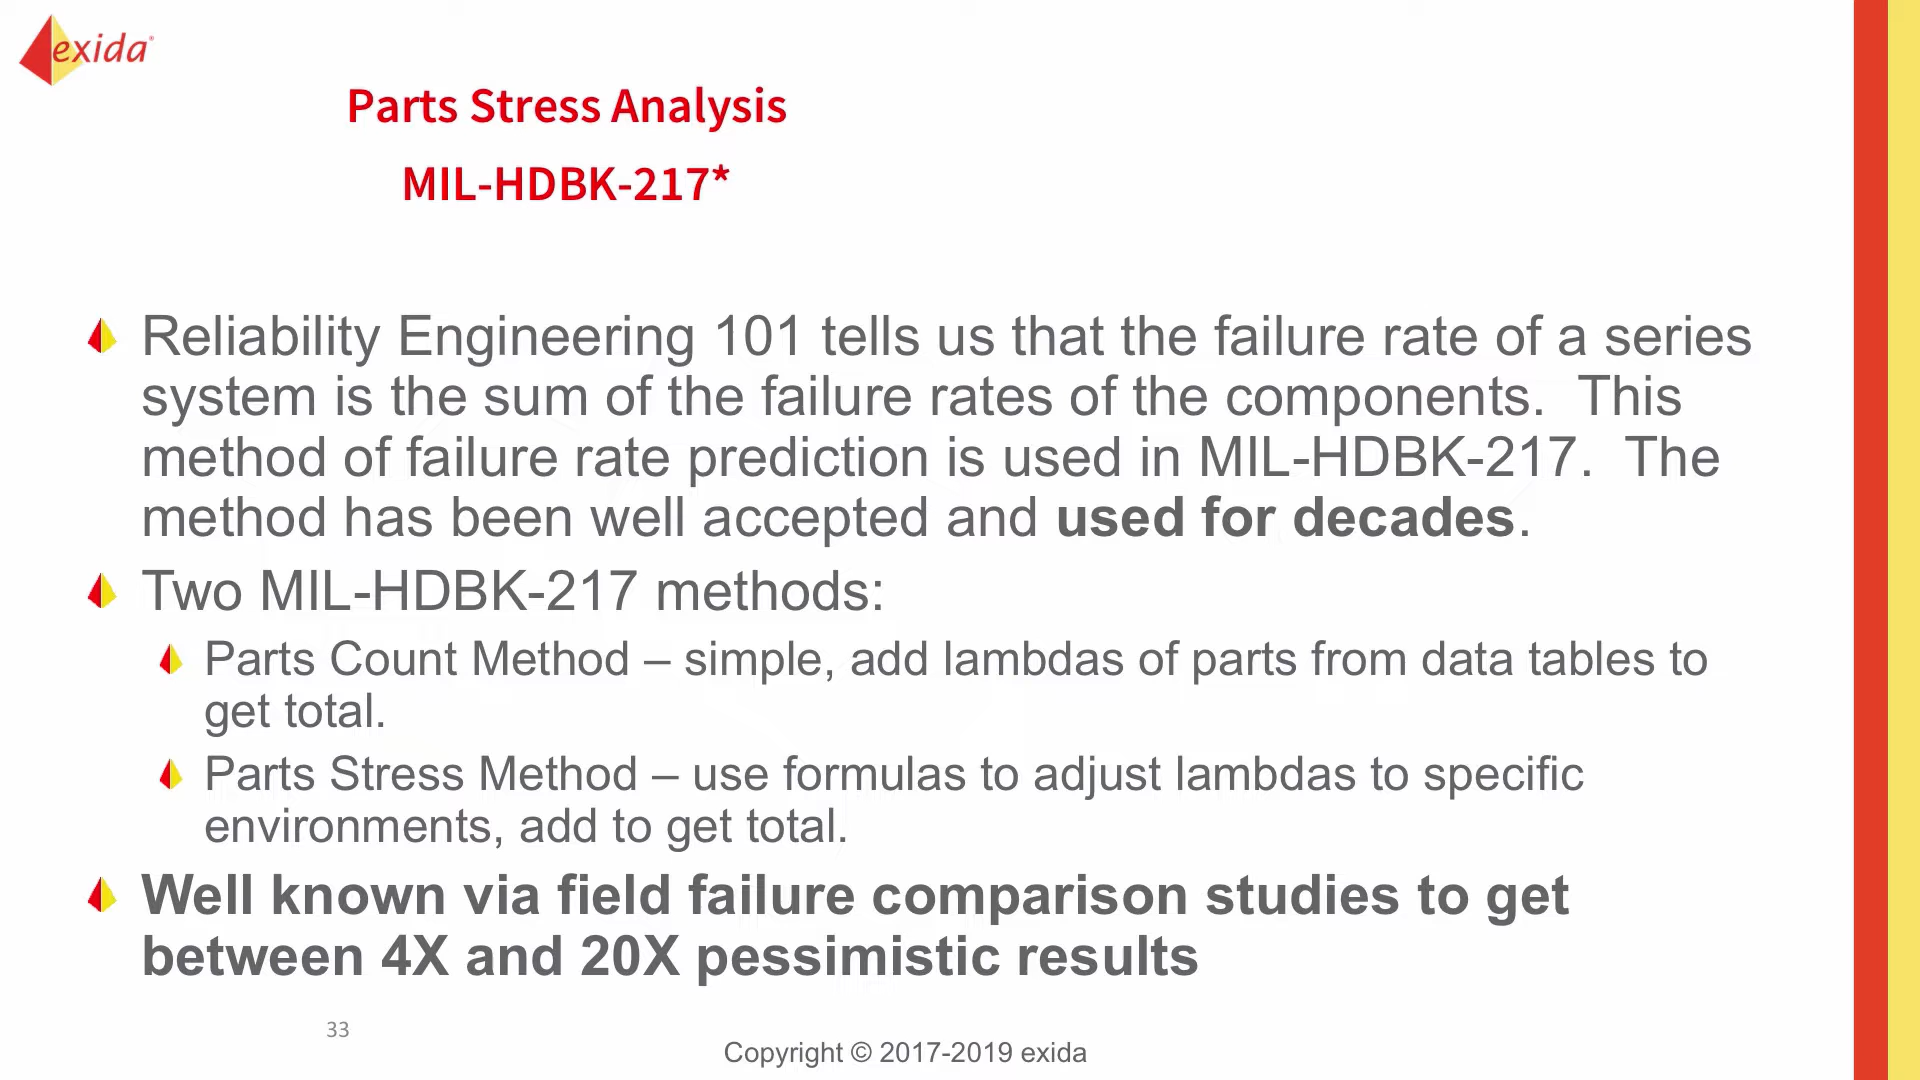 exida
Parts Stress Analysis
MIL-HDBK-217*
Reliability Engineering 101 tells us that the failure rate of a series
system is the sum of the failure rates of the components.  This
method of failure rate prediction is used in MIL-HDBK-217.  The
method has been well accepted and used for decades.
Two MIL-HDBK-217 methods:
Parts Count Method – simple, add lambdas of parts from data tables to
get total.
Parts Stress Method – use formulas to adjust lambdas to specific
environments, add to get total.
Well known via field failure comparison studies to get
between 4X and 20X pessimistic results
33
Copyright © 2017-2019 exida